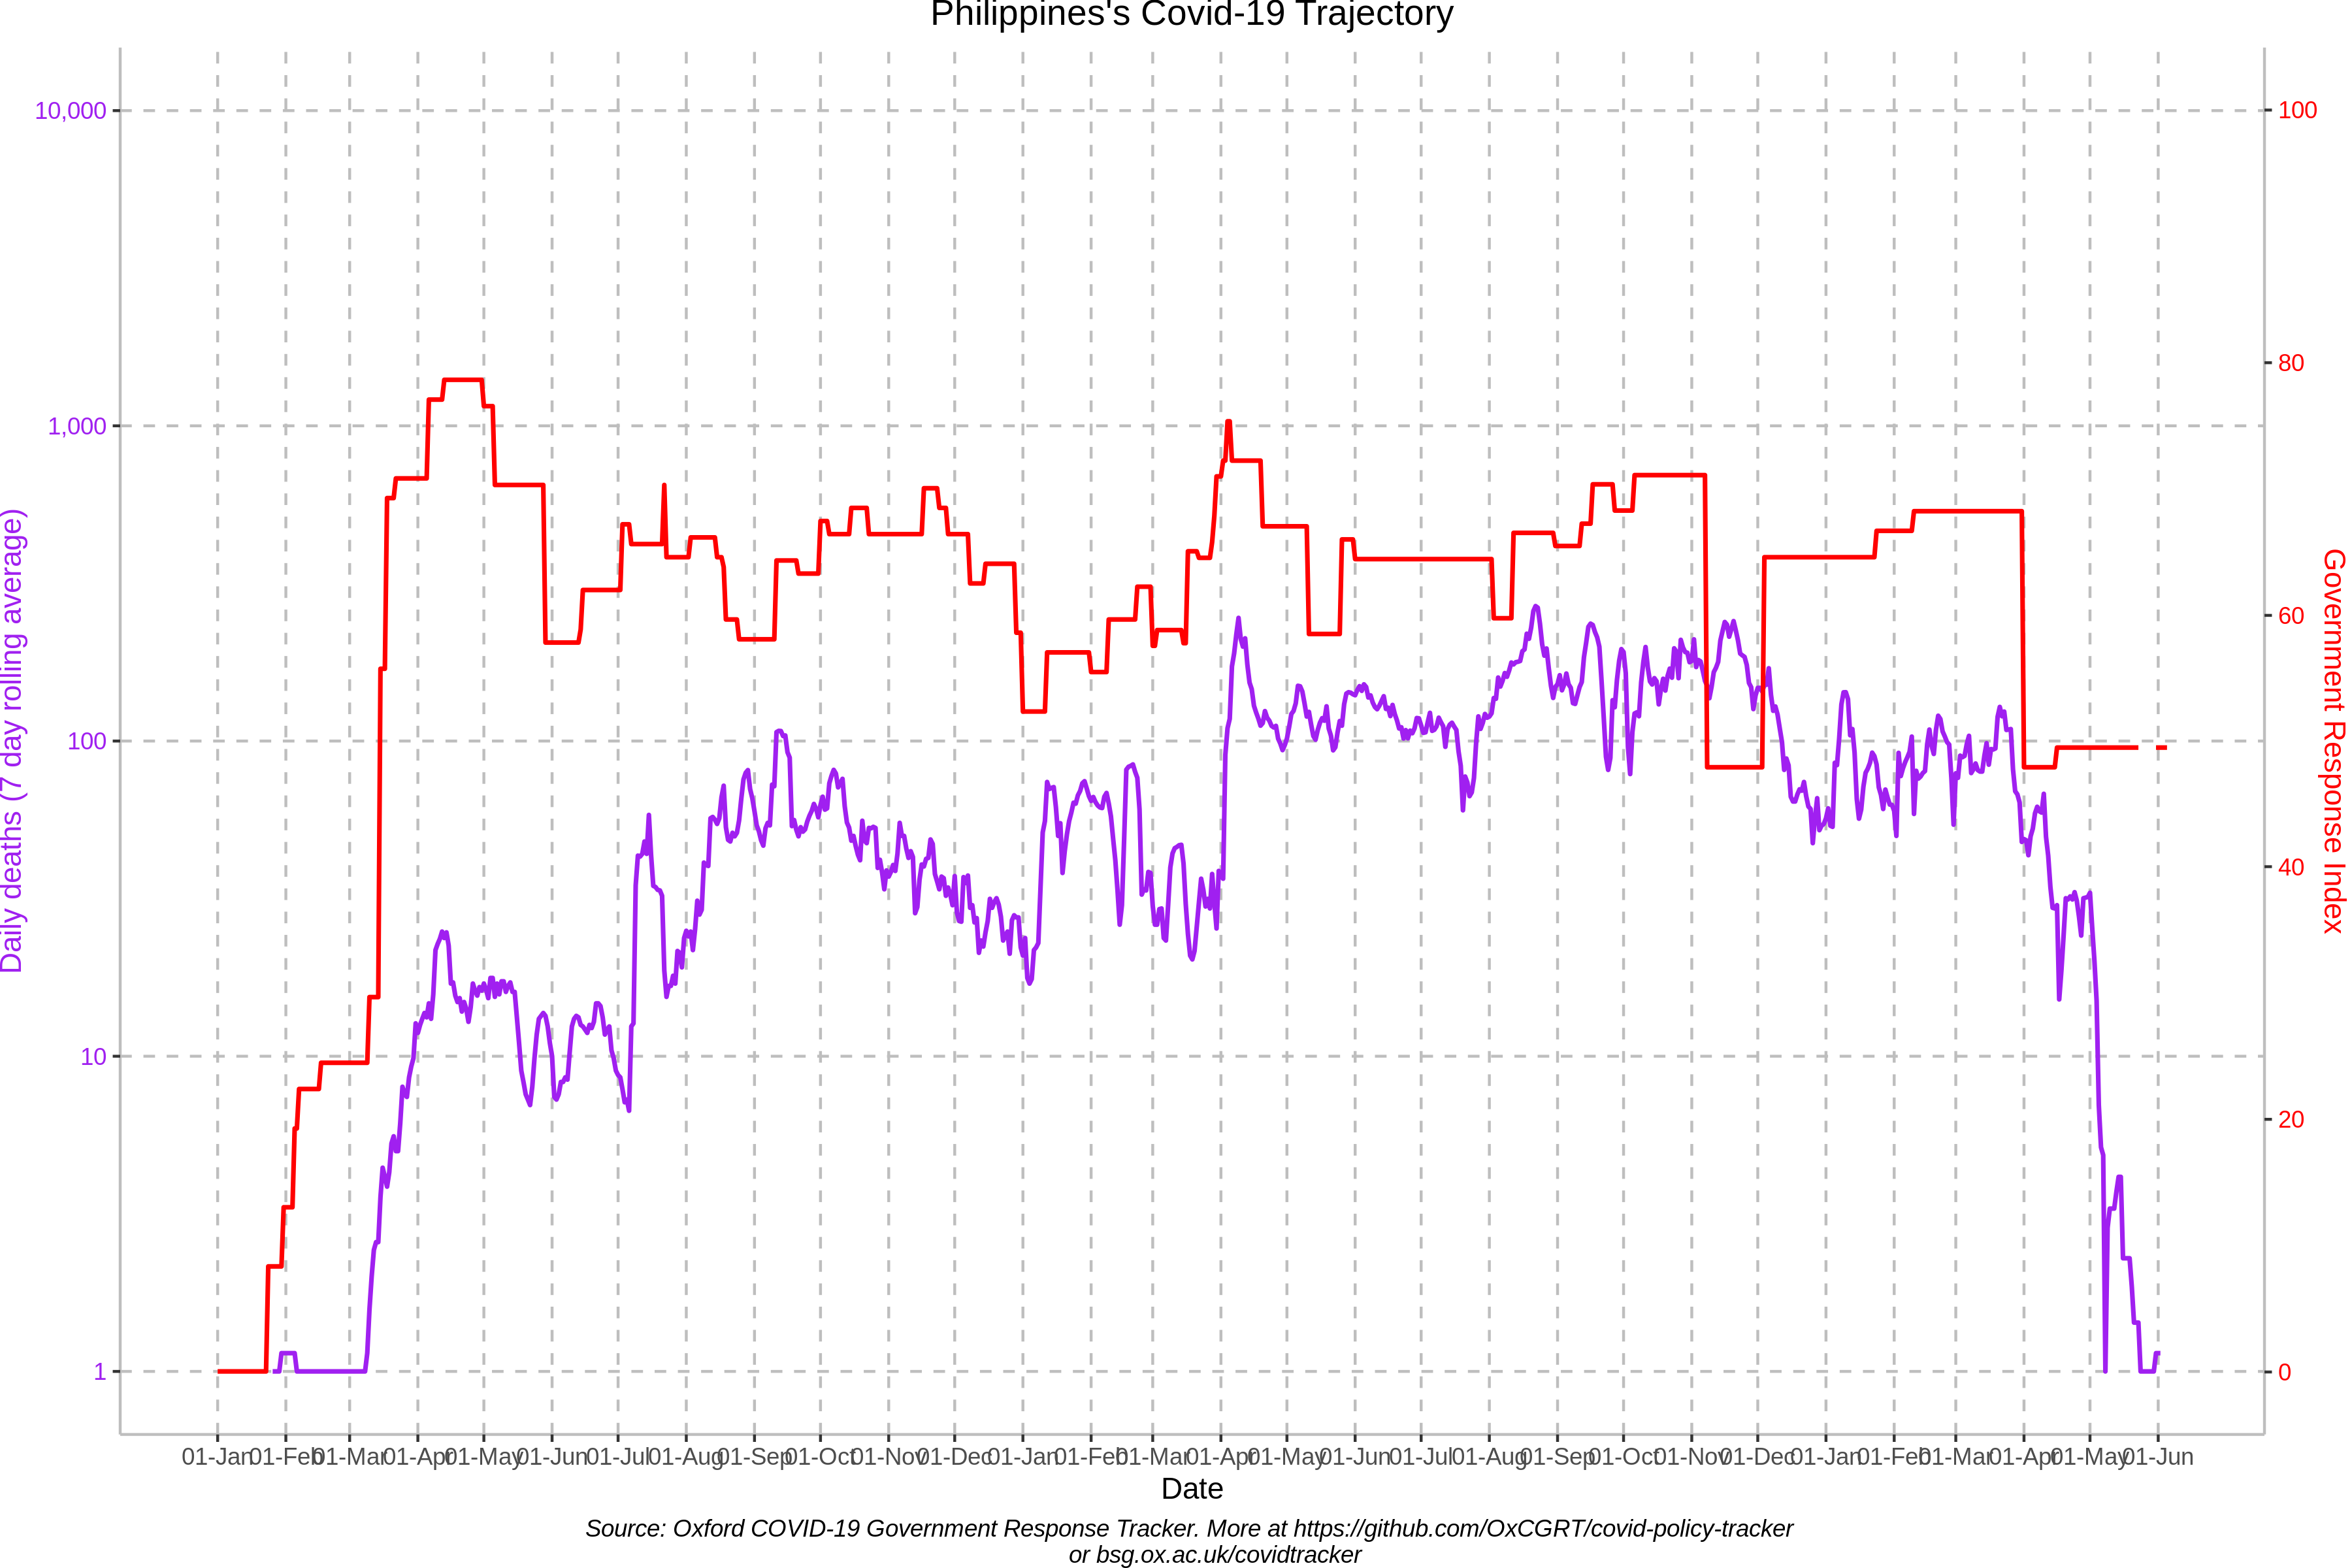 Philippines's Covid-19 Trajectory
10,000
1,000
100
10
1
Daily deaths (7 day rolling average)
100
80
60
40
20
0
Government Response Index
01-Jan 01-Feb 01-Mar 01-Apr 01-May 01-Jun 01-Jul 01-Aug 01-Sep 01-Oct 01-Nov 01-Dec 01-Jan 01-Feb 01-Mar 01-Apr 01-May 01-Jun 01-Jul 01-Aug 01-Sep 01-Oct 01-Nov 01-Dec 01-Jan 01-Feb 01-Mar 01-Apr 01-May 01-Jun
Date
Source: Oxford COVID-19 Government Response Tracker. More at https://github.com/OxCGRT/covid-policy-tracker
or bsg.ox.ac.uk/covidtracker